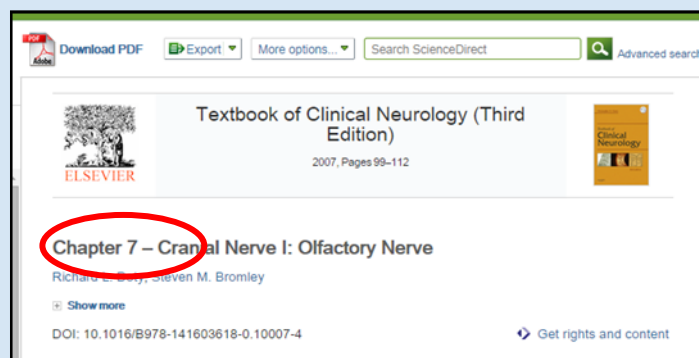 PDF
Adobe
Download PDF Export More options... Search ScienceDirect Advanced search
ELSEVIER
Textbook of Clinical Neurology (Third
Edition)
2007, Pages 99–112
Clinical
Neurology
Chapter 7 – Cranial Nerve I: Olfactory Nerve
Richard L. Doty, Steven M. Bromley
Show more
DOI: 10.1016/B978-141603618-0.10007-4
Get rights and content